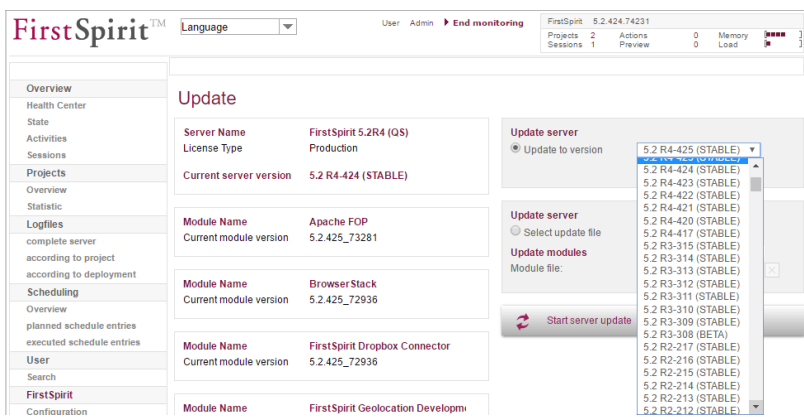 FirstSpirit™
Language
User Admin End monitoring
FirstSpirit 5.2.424.74231
Projects 2 Actions 0 Memory
Sessions 1 Preview 0 Load
Overview
Health Center
State
Activities
Sessions
Projects
Overview
Statistic
Logfiles
complete server
according to project
according to deployment
Scheduling
Overview
planned schedule entries
executed schedule entries
User
Search
FirstSpirit
Configuration
Update
Server Name FirstSpirit 5.2R4 (QS)
License Type Production
Current server version 5.2 R4-424 (STABLE)
Module Name Apache FOP
Current module version 5.2.425_73281
Module Name BrowserStack
Current module version 5.2.425_72936
Module Name FirstSpirit Dropbox Connector
Current module version 5.2.425_72936
Module Name FirstSpirit Geolocation Developme
Update server
Update to version 5.2 R4-425 (STABLE)
5.2 R4-425 (STABLE)
5.2 R4-424 (STABLE)
5.2 R4-423 (STABLE)
5.2 R4-422 (STABLE)
5.2 R4-421 (STABLE)
5.2 R4-420 (STABLE)
5.2 R4-417 (STABLE)
5.2 R3-315 (STABLE)
5.2 R3-314 (STABLE)
5.2 R3-313 (STABLE)
5.2 R3-312 (STABLE)
5.2 R3-311 (STABLE)
5.2 R3-310 (STABLE)
5.2 R3-309 (STABLE)
5.2 R3-308 (BETA)
5.2 R2-217 (STABLE)
5.2 R2-216 (STABLE)
5.2 R2-215 (STABLE)
5.2 R2-214 (STABLE)
5.2 R2-213 (STABLE)
5.2 R2-212 (STABLE)
Update server
Select update file
Update modules
Module file:
Start server update